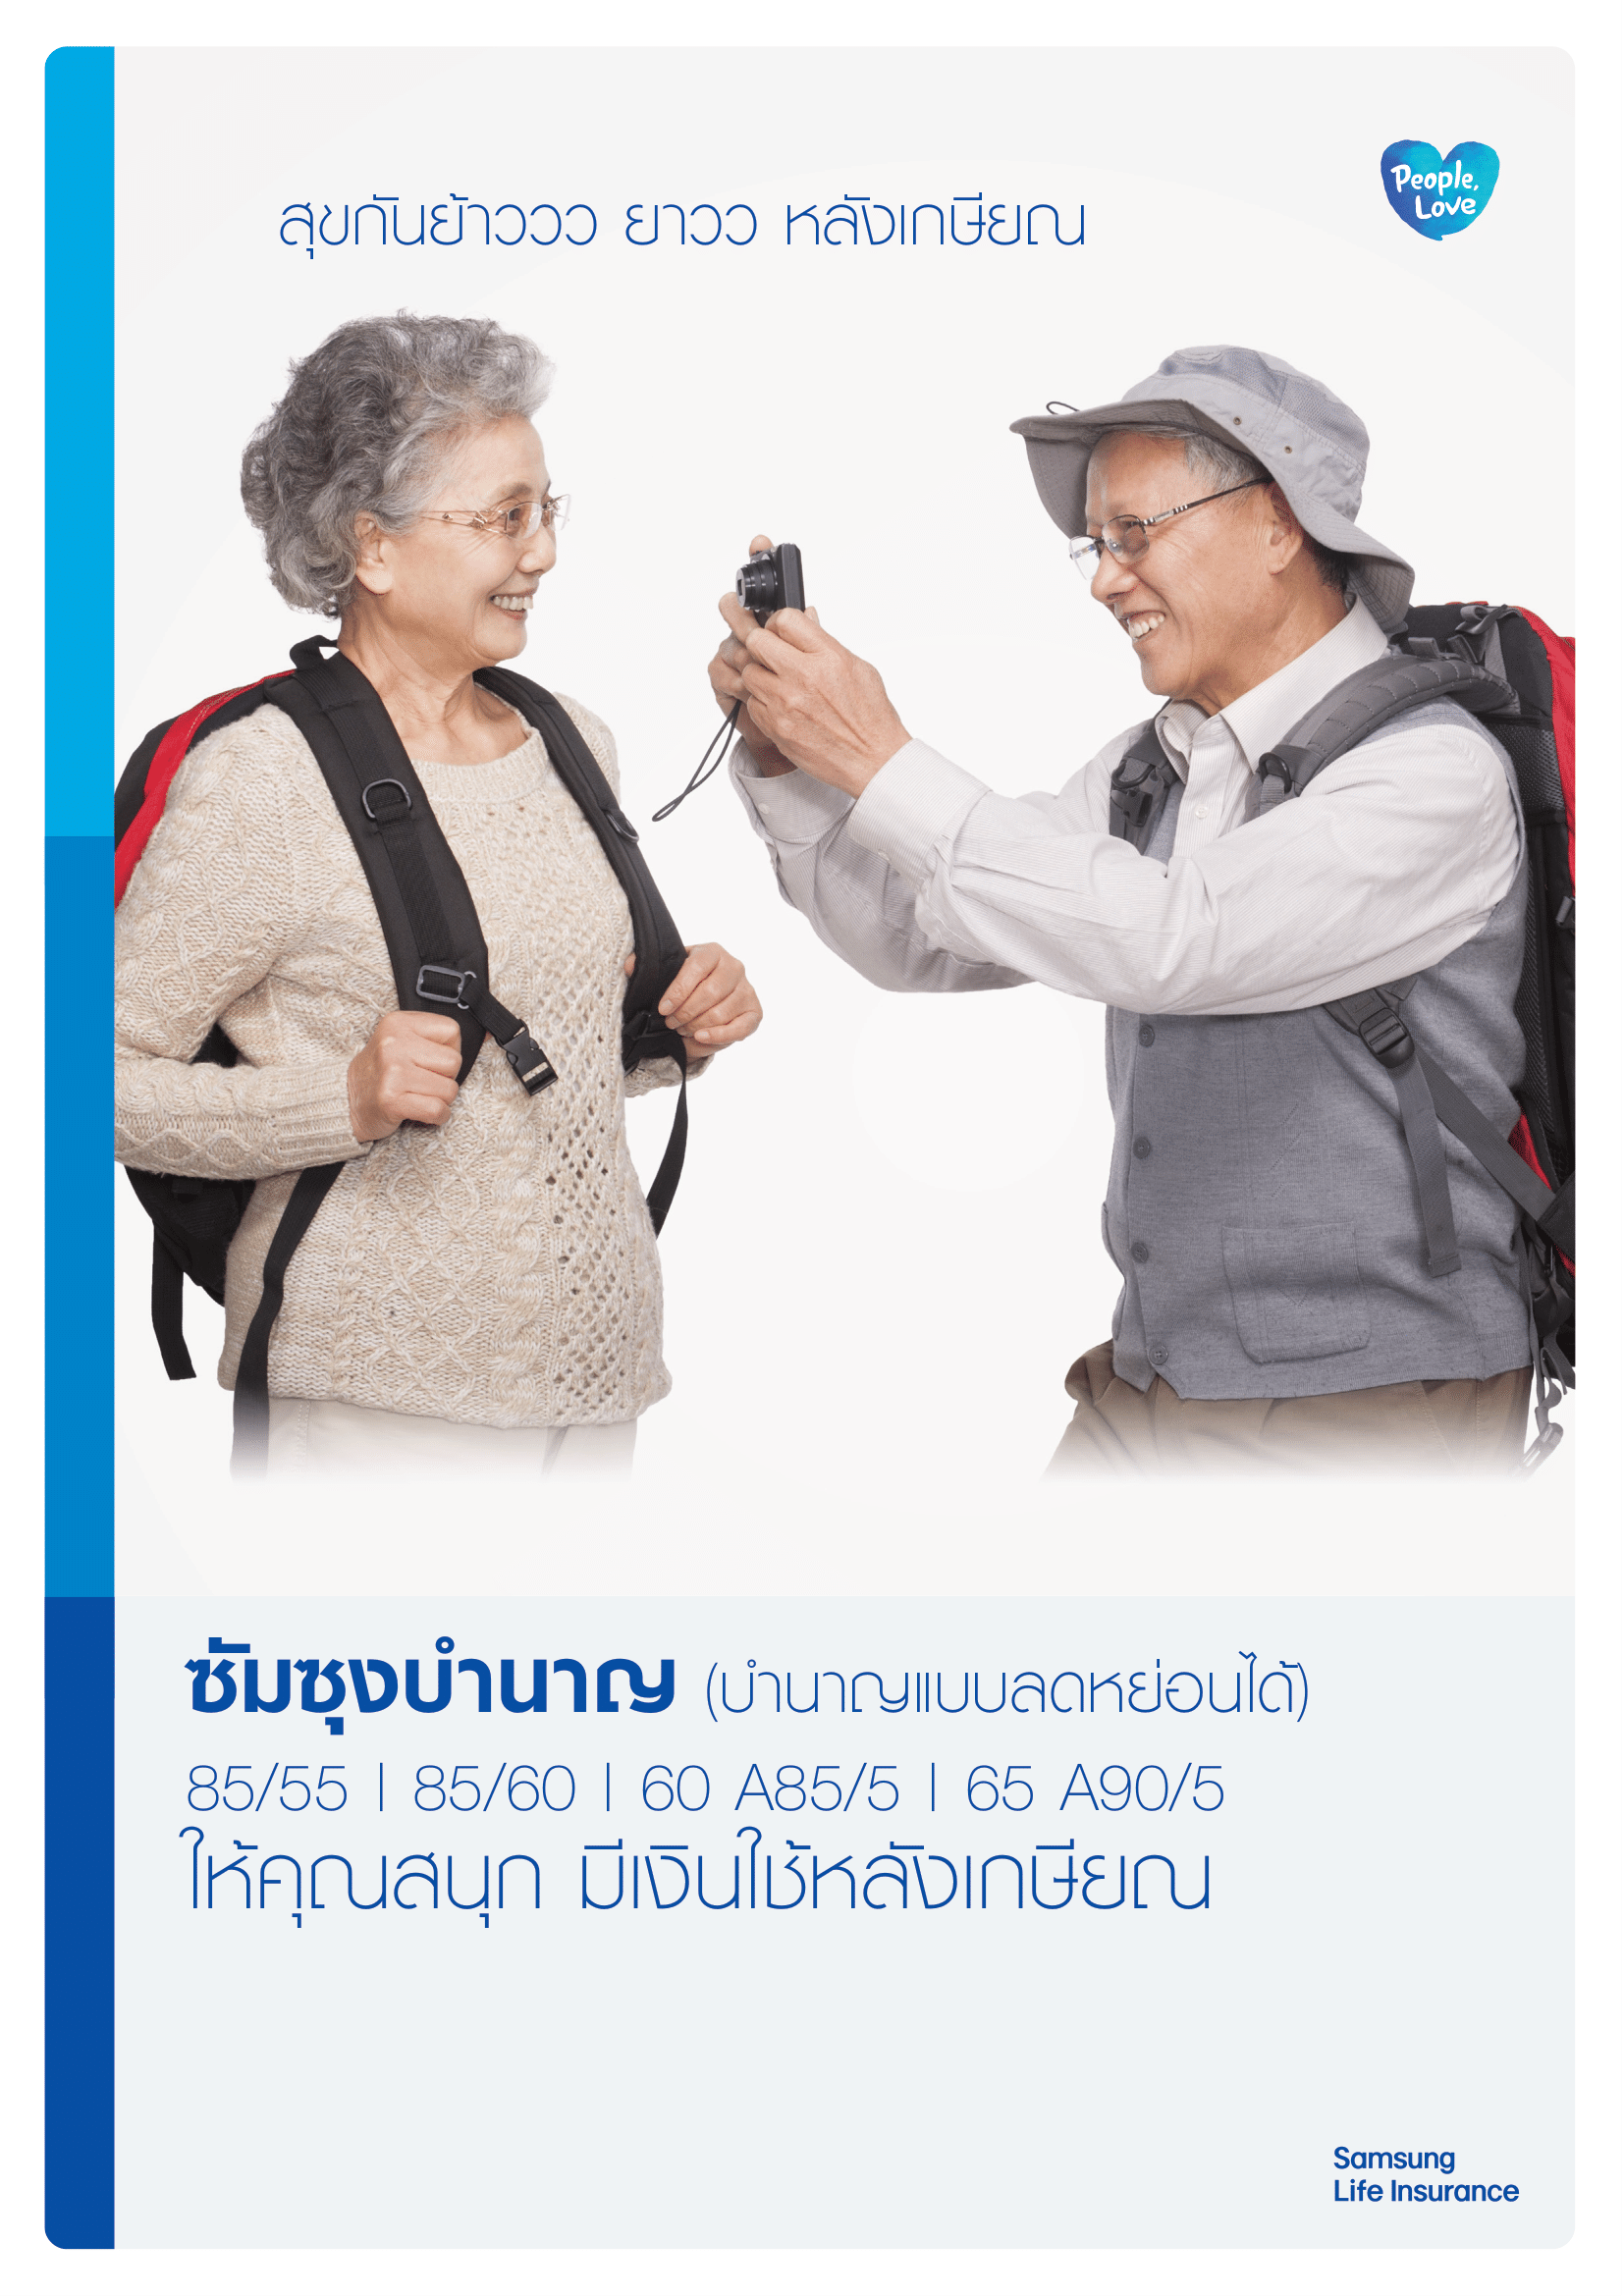 People,
Love
สุขกันย้าววว ยาวว หลังเกษียณ
ซัมซุงบำนาญ (บำนาญแบบลดหย่อนได้)
85/55 | 85/60 | 60 A85/5 | 65 A90/5
ให้คุณสนุก มีเงินใช้หลังเกษียณ
Samsung
Life Insurance